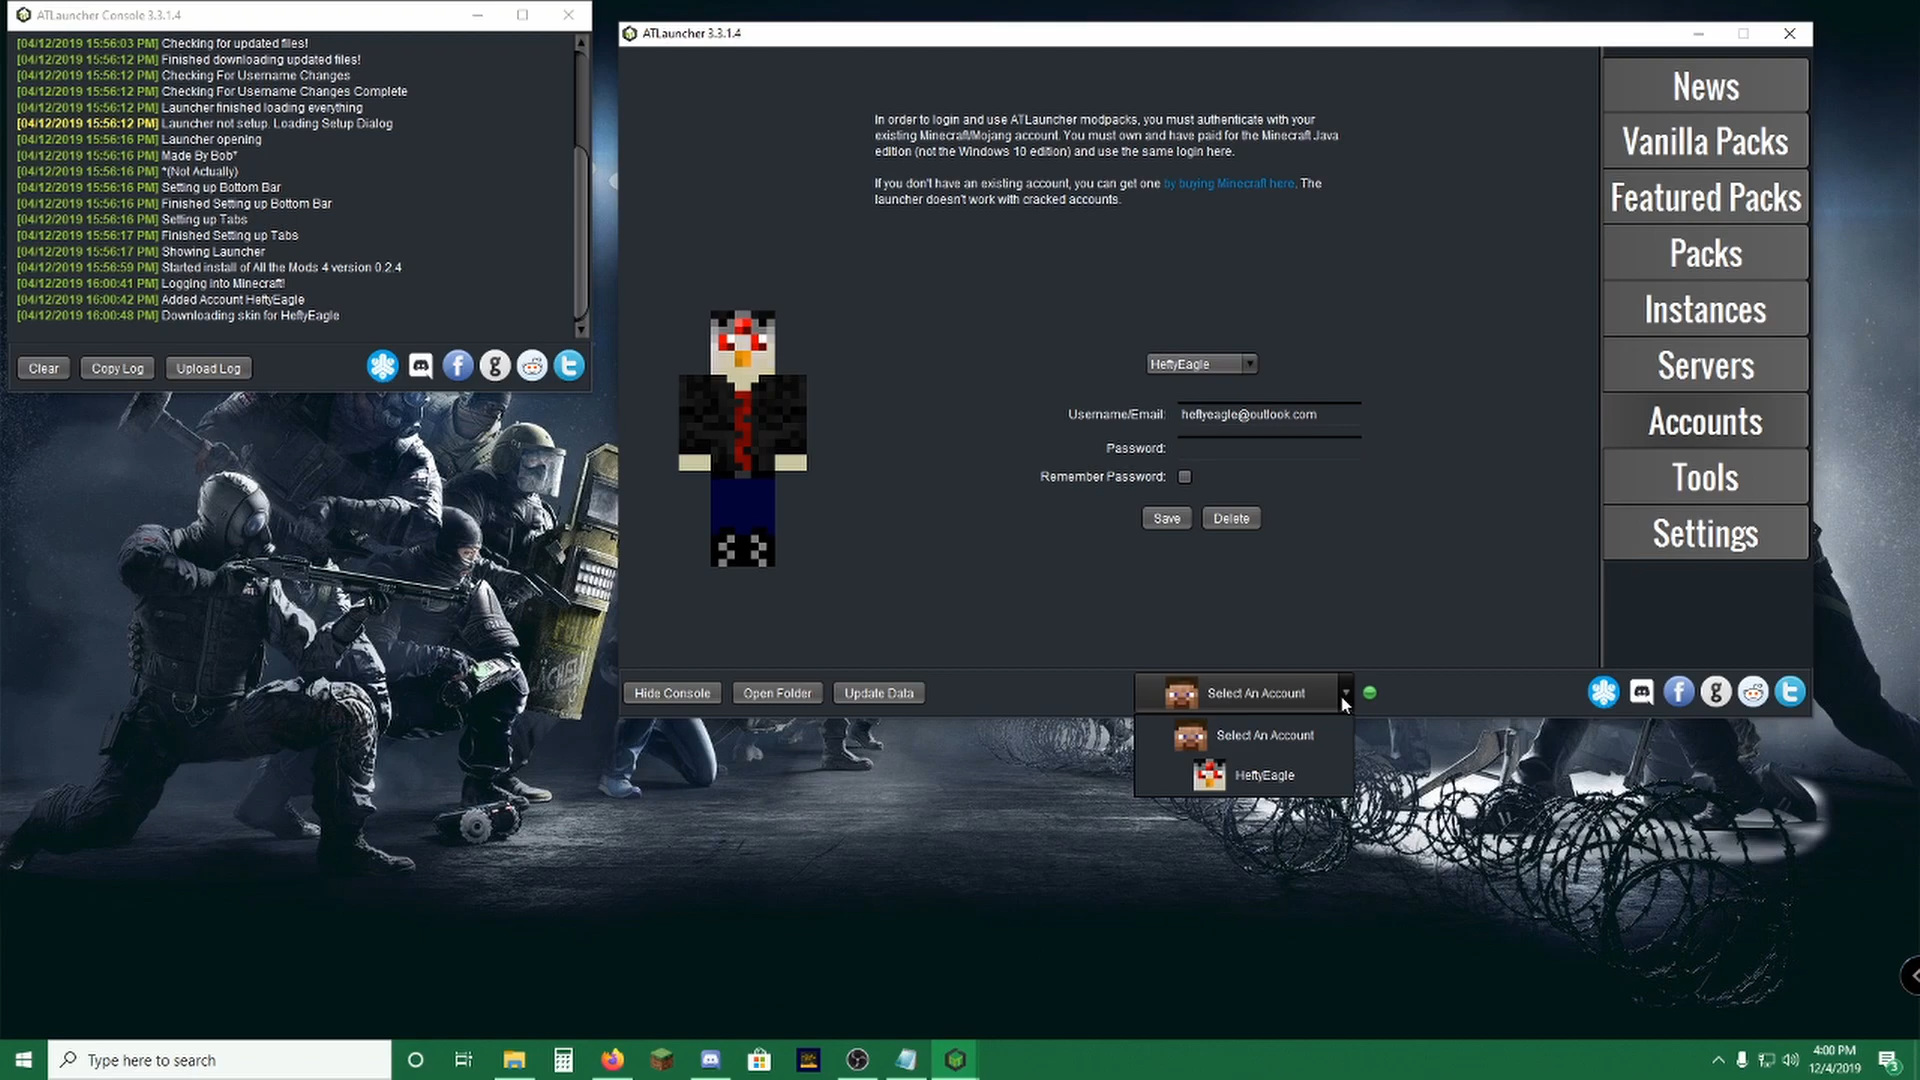 ATLauncher Console 3.3.1.4
[04/12/2019 15:56:03 PM] Checking for updated files!
[04/12/2019 15:56:12 PM] Finished downloading updated files!
[04/12/2019 15:56:12 PM] Checking For Username Changes
[04/12/2019 15:56:12 PM] Checking For Username Changes Complete
[04/12/2019 15:56:12 PM] Launcher finished loading everything
[04/12/2019 15:56:12 PM] Launcher not setup. Loading Setup Dialog
[04/12/2019 15:56:16 PM] Launcher opening
[04/12/2019 15:56:16 PM] Made By Bob*
[04/12/2019 15:56:16 PM] *(Not Actually)
[04/12/2019 15:56:16 PM] Setting up Bottom Bar
[04/12/2019 15:56:16 PM] Finished Setting up Bottom Bar
[04/12/2019 15:56:16 PM] Setting up Tabs
[04/12/2019 15:56:17 PM] Finished Setting up Tabs
[04/12/2019 15:56:17 PM] Showing Launcher
[04/12/2019 15:56:59 PM] Started install of All the Mods 4 version 0.2.4
[04/12/2019 16:00:41 PM] Logging into Minecraft!
[04/12/2019 16:00:42 PM] Added Account HeftyEagle
[04/12/2019 16:00:48 PM] Downloading skin for HeftyEagle
Clear
Copy Log
Upload Log
ATLauncher 3.3.1.4
In order to login and use ATLauncher modpacks, you must authenticate with your
existing Minecraft/Mojang account. You must own and have paid for the Minecraft Java
edition (not the Windows 10 edition) and use the same login here.
If you don't have an existing account, you can get one by buying Minecraft here. The
launcher doesn't work with cracked accounts.
HeftyEagle
Username/Email: heftyeagle@outlook.com
Password:
Remember Password:
Save
Delete
News
Vanilla Packs
Featured Packs
Packs
Instances
Servers
Accounts
Tools
Settings
Hide Console
Open Folder
Update Data
Select An Account
Select An Account
HeftyEagle
Type here to search
4:00 PM
12/4/2019
3